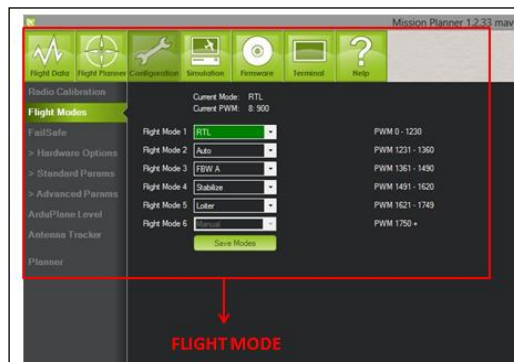 Mission Planner 1.2.33 mav
Flight Data Flight Planner Configuration Simulation Firmware Terminal Help
Radio Calibration
Flight Modes
FailSafe
> Hardware Options
> Standard Params
> Advanced Params
ArduPlane Level
Antenna Tracker
Planner
Current Mode: RTL
Current PWM: 8: 900
Flight Mode 1 RTL PWM 0 - 1230
Flight Mode 2 Auto PWM 1231 - 1360
Flight Mode 3 FBW A PWM 1361 - 1490
Flight Mode 4 Stabilize PWM 1491 - 1620
Flight Mode 5 Loiter PWM 1621 - 1749
Flight Mode 6 Manual PWM 1750 +
Save Modes
FLIGHT MODE